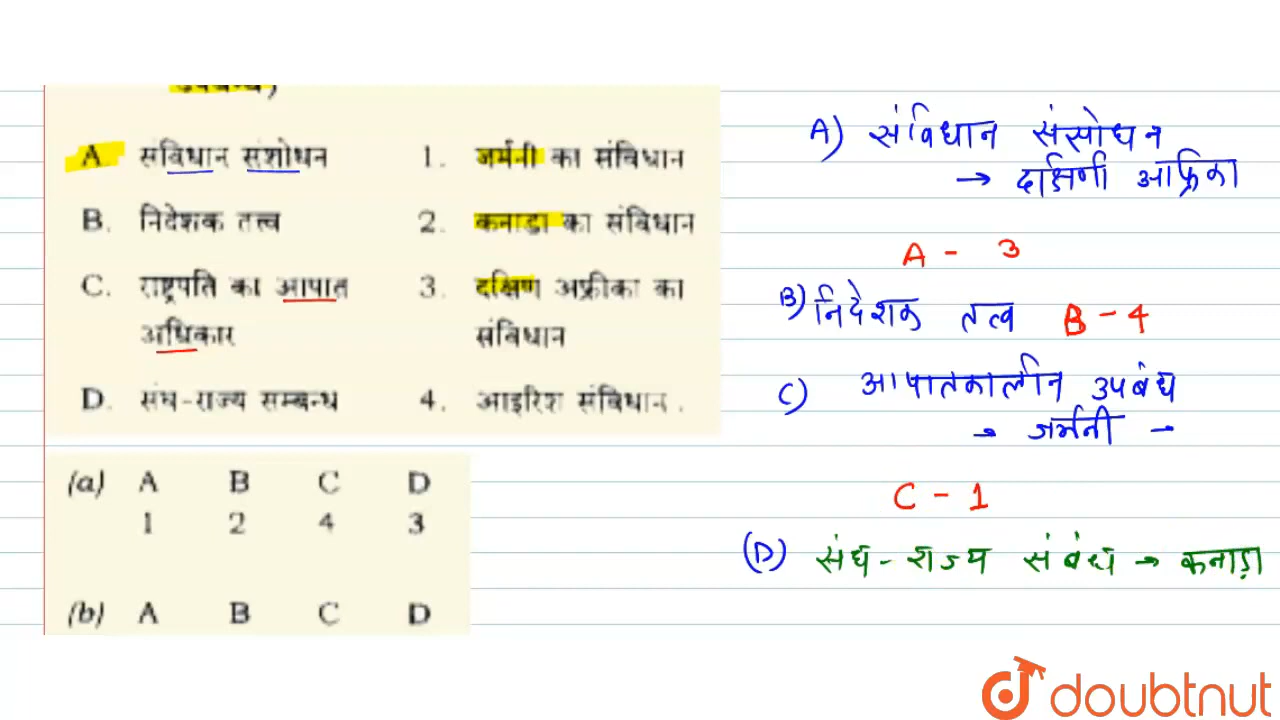 A संविधान संशोधन 1. जर्मनी का संविधान
B. निदेशक तत्त्व 2. कनाडा का संविधान
C. राष्ट्रपति का आपात 3. दक्षिण अफ्रीका का
अधिकार संविधान
D. संघ-राज्य सम्बन्ध 4. आइरिश संविधान .
(a) A B C D
1 2 4 3
(b) A B C D
A) संविधान संसोधन
→ दक्षिणी आफ्रिका
A - 3
B) निदेशक तत्व B - 4
C) आपातकालीन उपबंध
→ जर्मनी →
C - 1
(D) संघ - राज्य संबंध → कनाड़ा
doubtnut